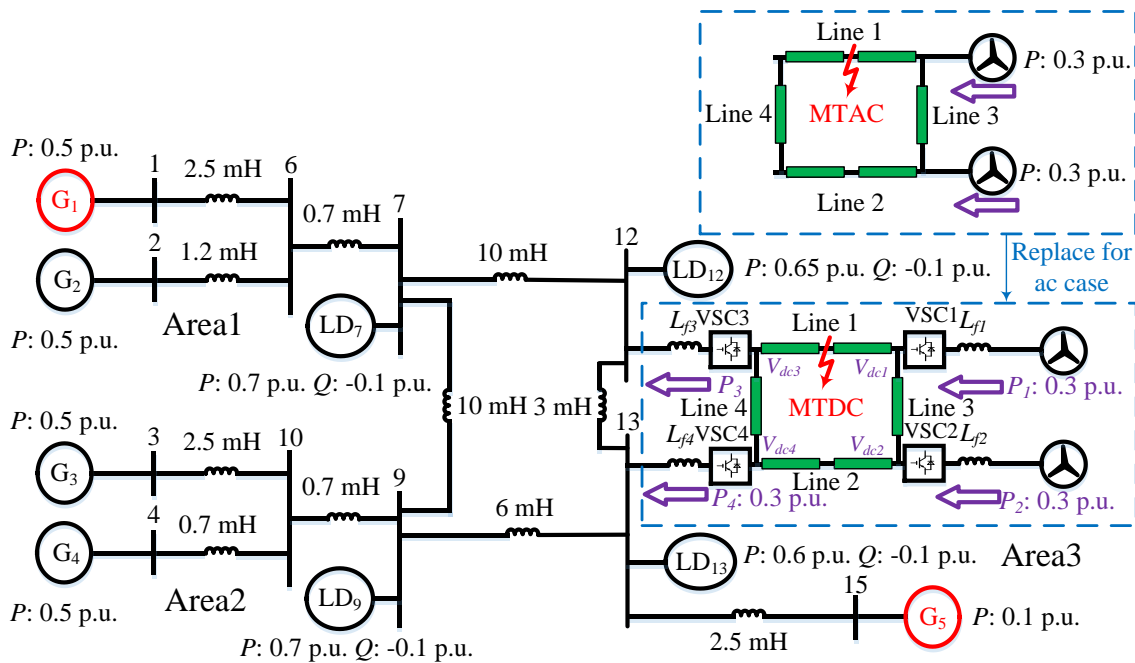 Line 1
P: 0.3 p.u.
Line 4
MTAC
Line 3
P: 0.3 p.u.
Line 2
Replace for
ac case
P: 0.5 p.u.
G1
1
2.5 mH
6
0.7 mH
7
2
1.2 mH
G2
P: 0.5 p.u.
Area1
LD7
P: 0.7 p.u. Q: -0.1 p.u.
10 mH
12
LD12
P: 0.65 p.u. Q: -0.1 p.u.
10 mH
3 mH
13
Lf3
VSC3
Line 1
VSC1
Lf1
Vdc3
Vdc1
P3
P1: 0.3 p.u.
Line 4
MTDC
Line 3
Lf4
VSC4
VSC2
Lf2
Vdc4
Vdc2
Line 2
P4: 0.3 p.u.
P2: 0.3 p.u.
P: 0.5 p.u.
G3
3
2.5 mH
10
0.7 mH
9
G4
4
0.7 mH
P: 0.5 p.u.
Area2
LD9
P: 0.7 p.u. Q: -0.1 p.u.
6 mH
LD13
P: 0.6 p.u. Q: -0.1 p.u.
Area3
15
2.5 mH
G5
P: 0.1 p.u.